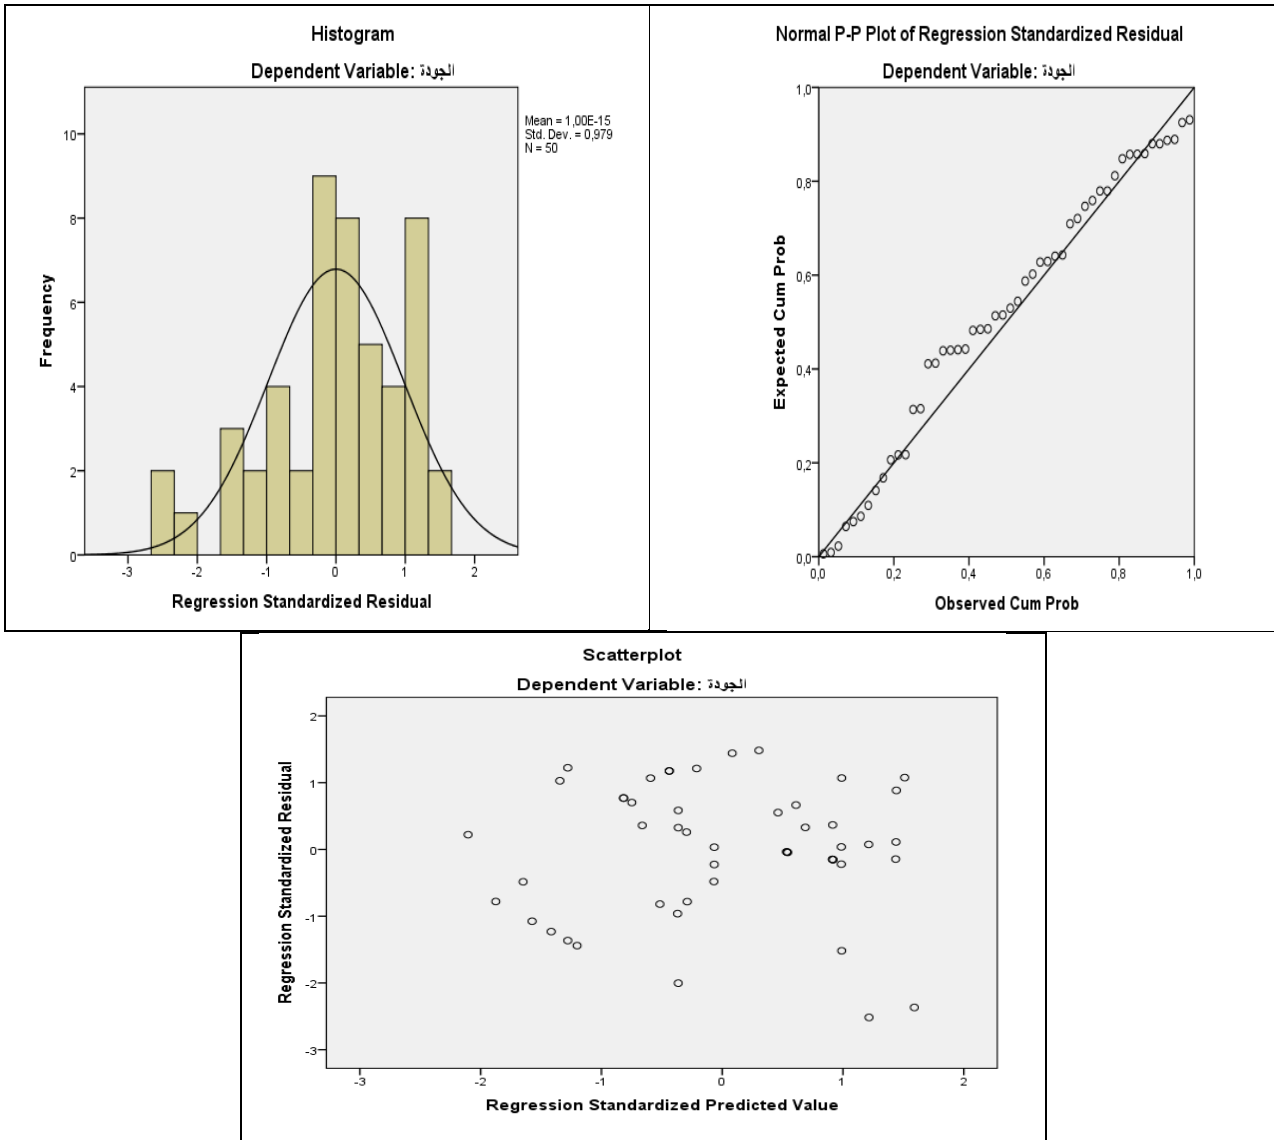 Histogram
Dependent Variable: الجودة
Mean = 1,00E-15
Std. Dev. = 0,979
N = 50
Frequency
10
8
6
4
2
0
-3 -2 -1 0 1 2
Regression Standardized Residual
Normal P-P Plot of Regression Standardized Residual
Dependent Variable: الجودة
Expected Cum Prob
1,0
0,8
0,6
0,4
0,2
0,0
0,0 0,2 0,4 0,6 0,8 1,0
Observed Cum Prob
Scatterplot
Dependent Variable: الجودة
Regression Standardized Residual
2
1
0
-1
-2
-3
-3 -2 -1 0 1 2
Regression Standardized Predicted Value